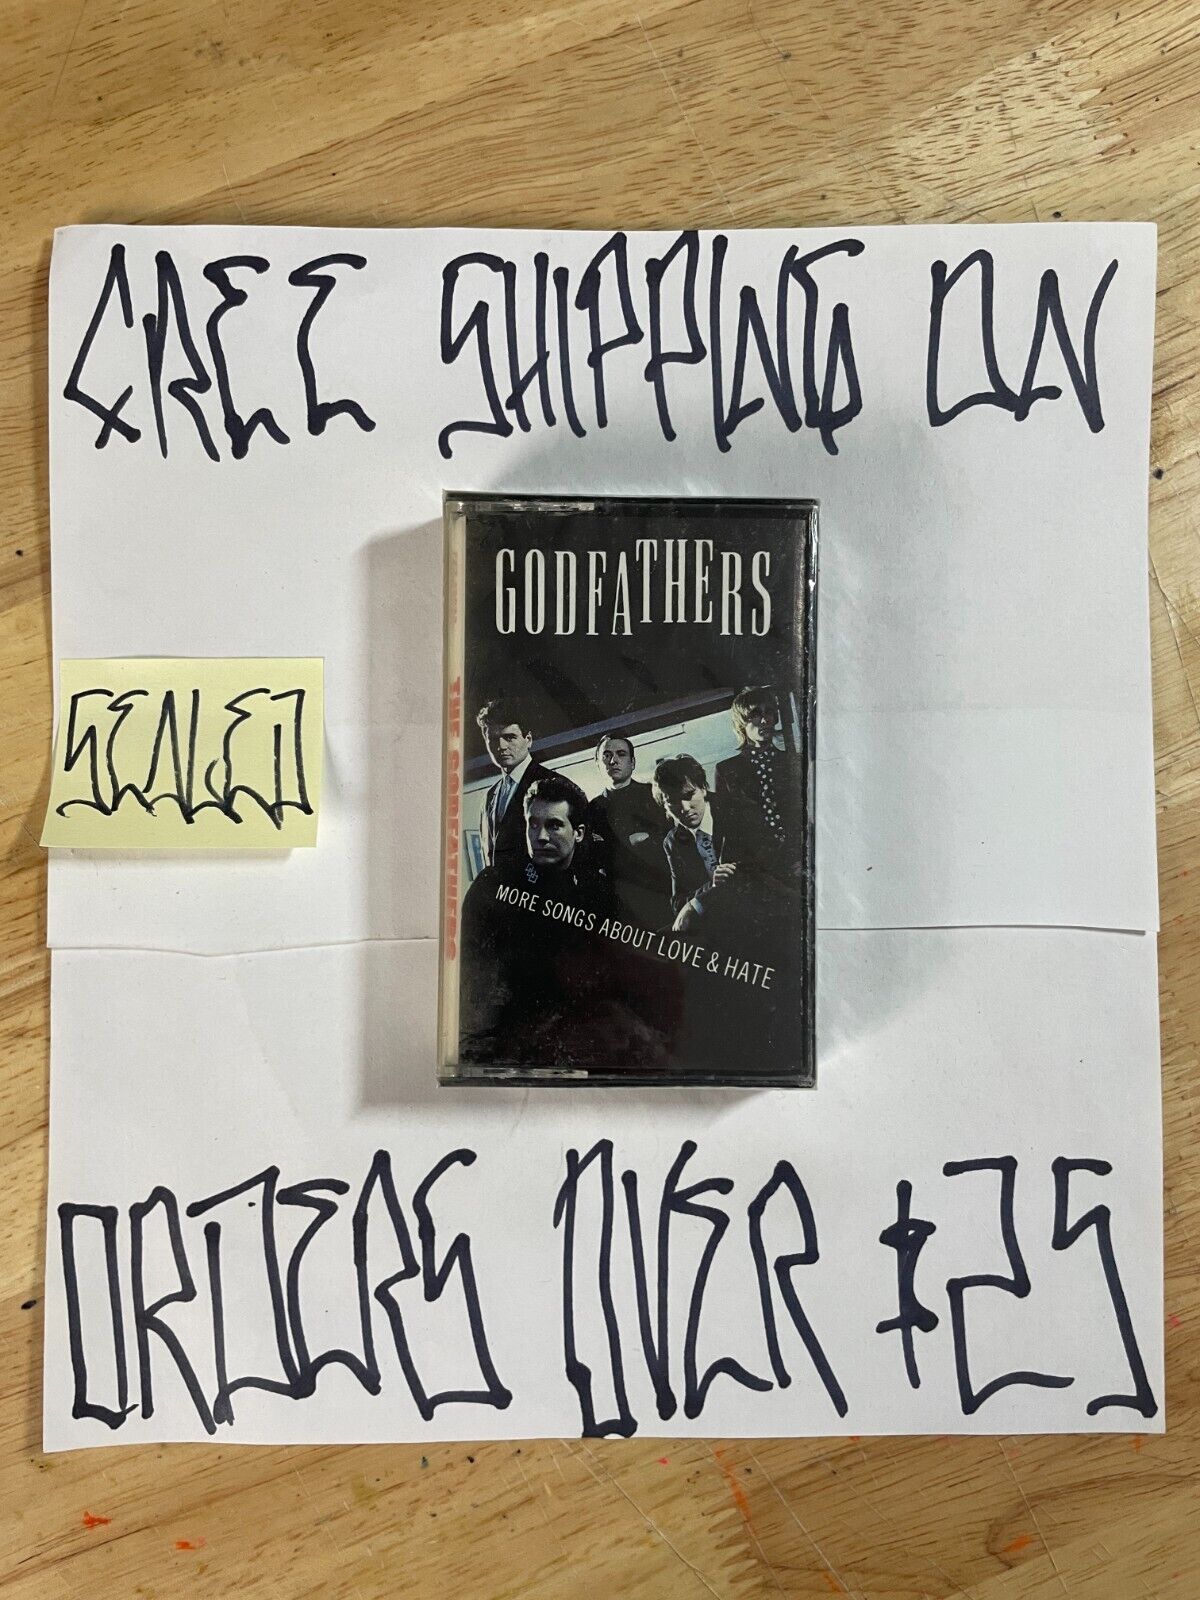 FREE SHIPPING ON
GODFATHERS
THE GODFATHERS
SEALED
MORE SONGS ABOUT LOVE & HATE
ORDERS OVER $25